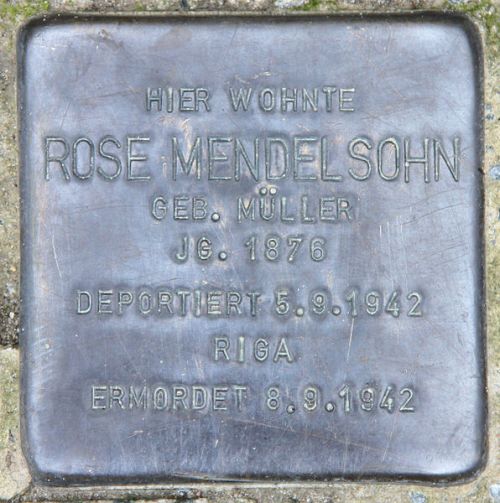 HIER WOHNTE
ROSE MENDELSOHN
GEB. MÜLLER
JG. 1876
DEPORTIERT 5.9.1942
RIGA
ERMORDET 8.9.1942